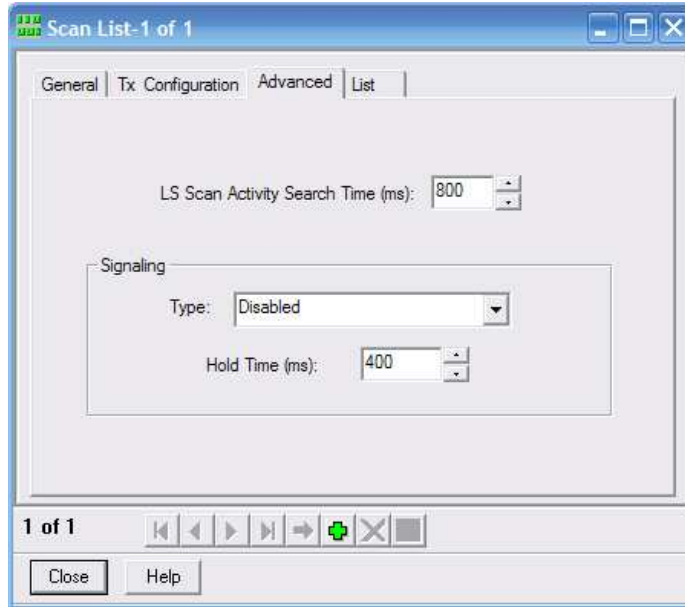 Scan List-1 of 1
General Tx Configuration Advanced List
LS Scan Activity Search Time (ms): 800
Signaling
Type: Disabled
Hold Time (ms): 400
1 of 1
Close Help